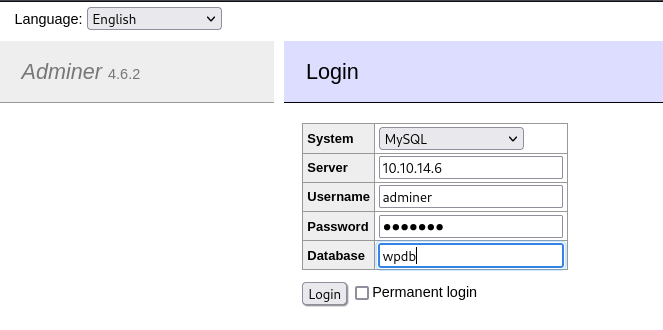 Language: English
Adminer 4.6.2
Login
System MySQL
Server 10.10.14.6
Username adminer
Password ●●●●●●●
Database wpdb
Login Permanent login